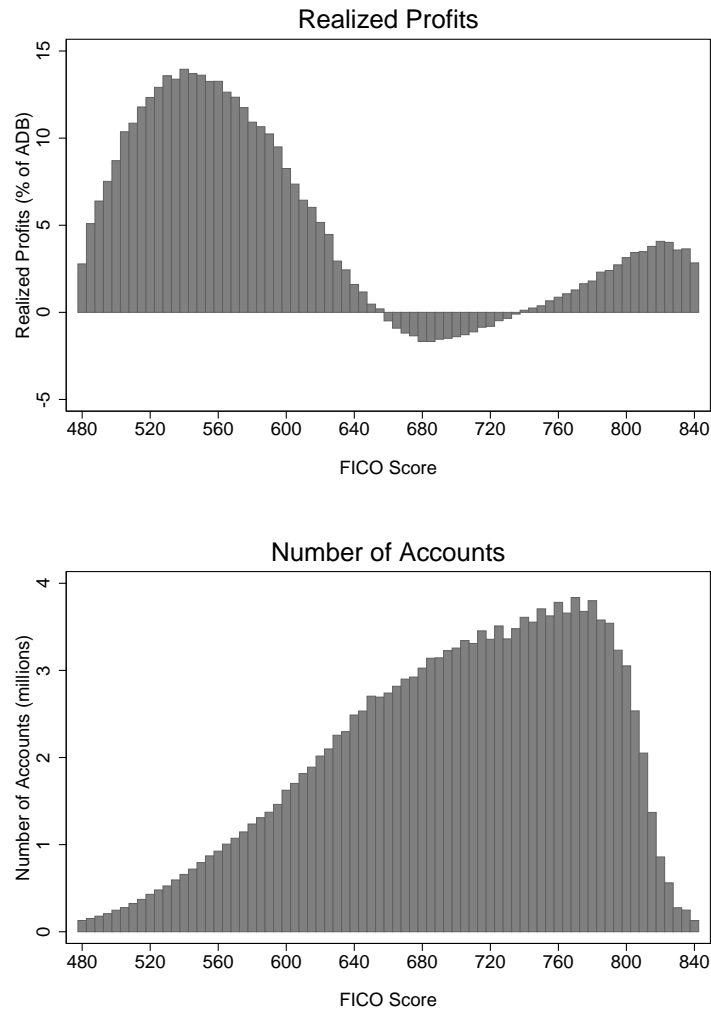 Realized Profits
Realized Profits (% of ADB)
15
10
5
0
-5
480 520 560 600 640 680 720 760 800 840
FICO Score
Number of Accounts
Number of Accounts (millions)
4
3
2
1
0
480 520 560 600 640 680 720 760 800 840
FICO Score